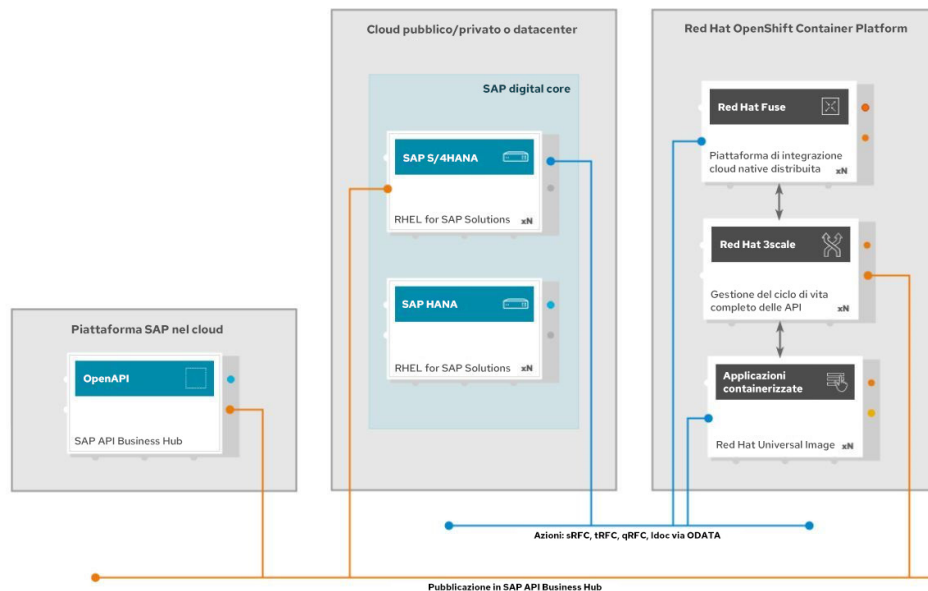 Cloud pubblico/privato o datacenter
SAP digital core
SAP S/4HANA
RHEL for SAP Solutions xN
SAP HANA
RHEL for SAP Solutions xN
Red Hat OpenShift Container Platform
Red Hat Fuse
Piattaforma di integrazione
cloud native distribuita xN
Red Hat 3scale
Gestione del ciclo di vita
completo delle API xN
Applicazioni
containerizzate
Red Hat Universal Image xN
Piattaforma SAP nel cloud
OpenAPI
SAP API Business Hub
Azioni: sRFC, tRFC, qRFC, Idoc via ODATA
Pubblicazione in SAP API Business Hub